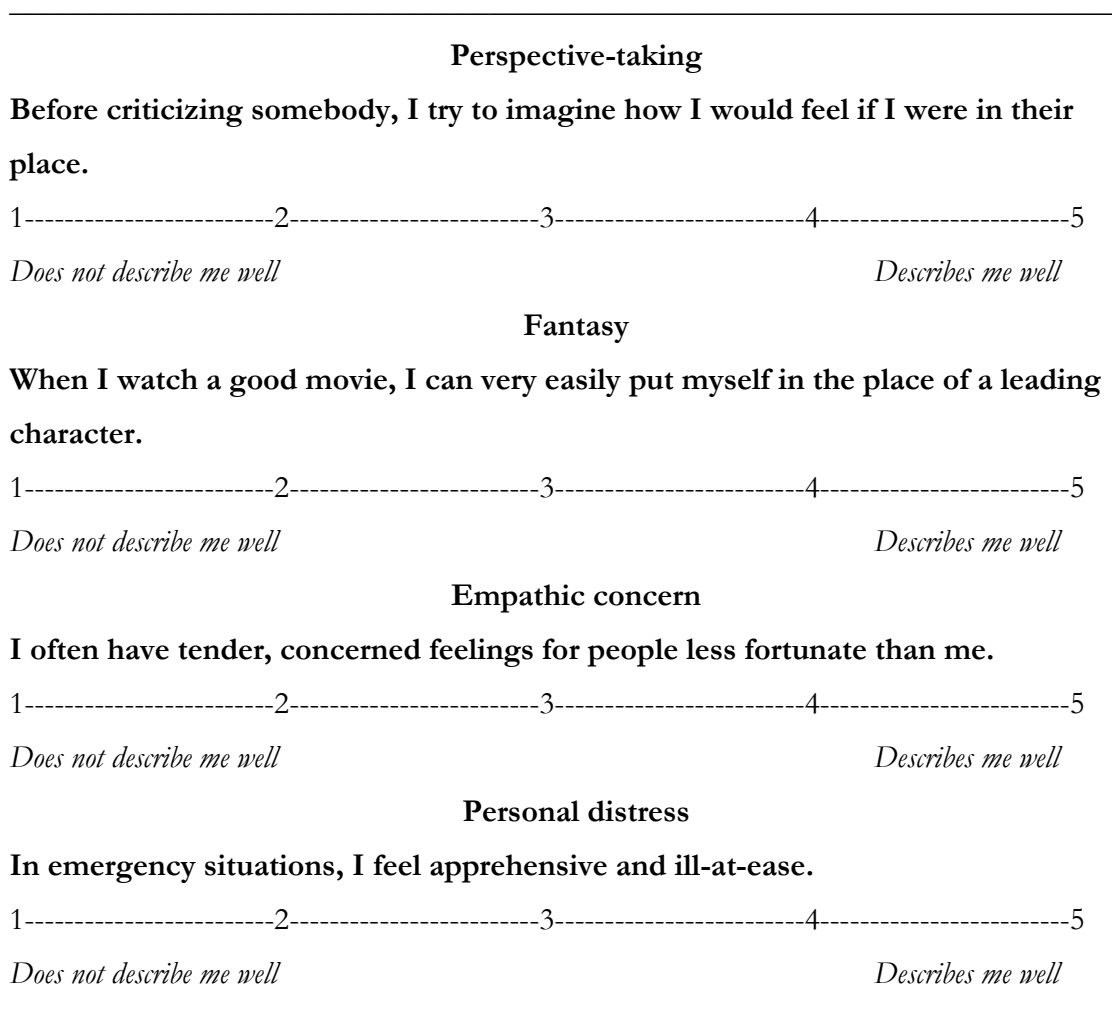 Perspective-taking
Before criticizing somebody, I try to imagine how I would feel if I were in their
place.
1-------------------------2-------------------------3-------------------------4-------------------------5
Does not describe me well Describes me well
Fantasy
When I watch a good movie, I can very easily put myself in the place of a leading
character.
1-------------------------2-------------------------3-------------------------4-------------------------5
Does not describe me well Describes me well
Empathic concern
I often have tender, concerned feelings for people less fortunate than me.
1-------------------------2-------------------------3-------------------------4-------------------------5
Does not describe me well Describes me well
Personal distress
In emergency situations, I feel apprehensive and ill-at-ease.
1-------------------------2-------------------------3-------------------------4-------------------------5
Does not describe me well Describes me well